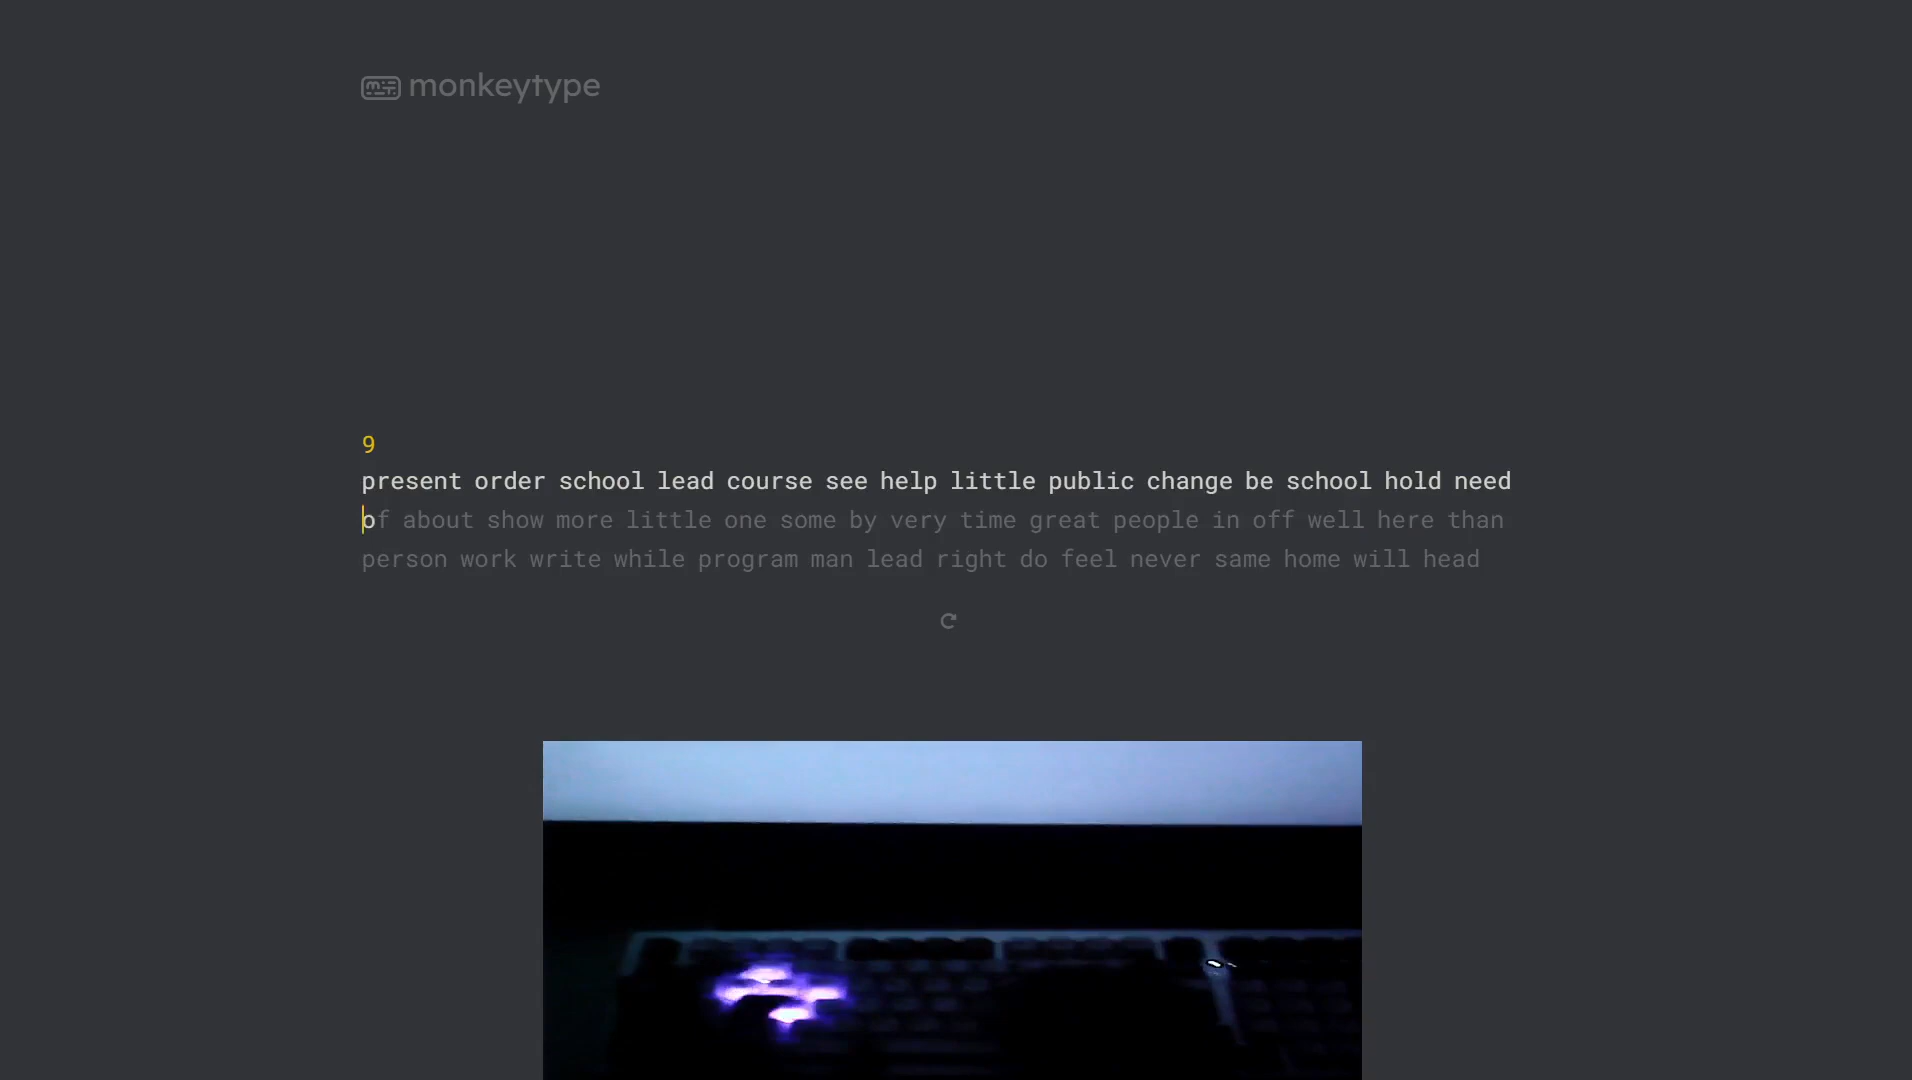 monkeytype
9
present order school lead course see help little public change be school hold need
of about show more little one some by very time great people in off well here than
person work write while program man lead right do feel never same home will head